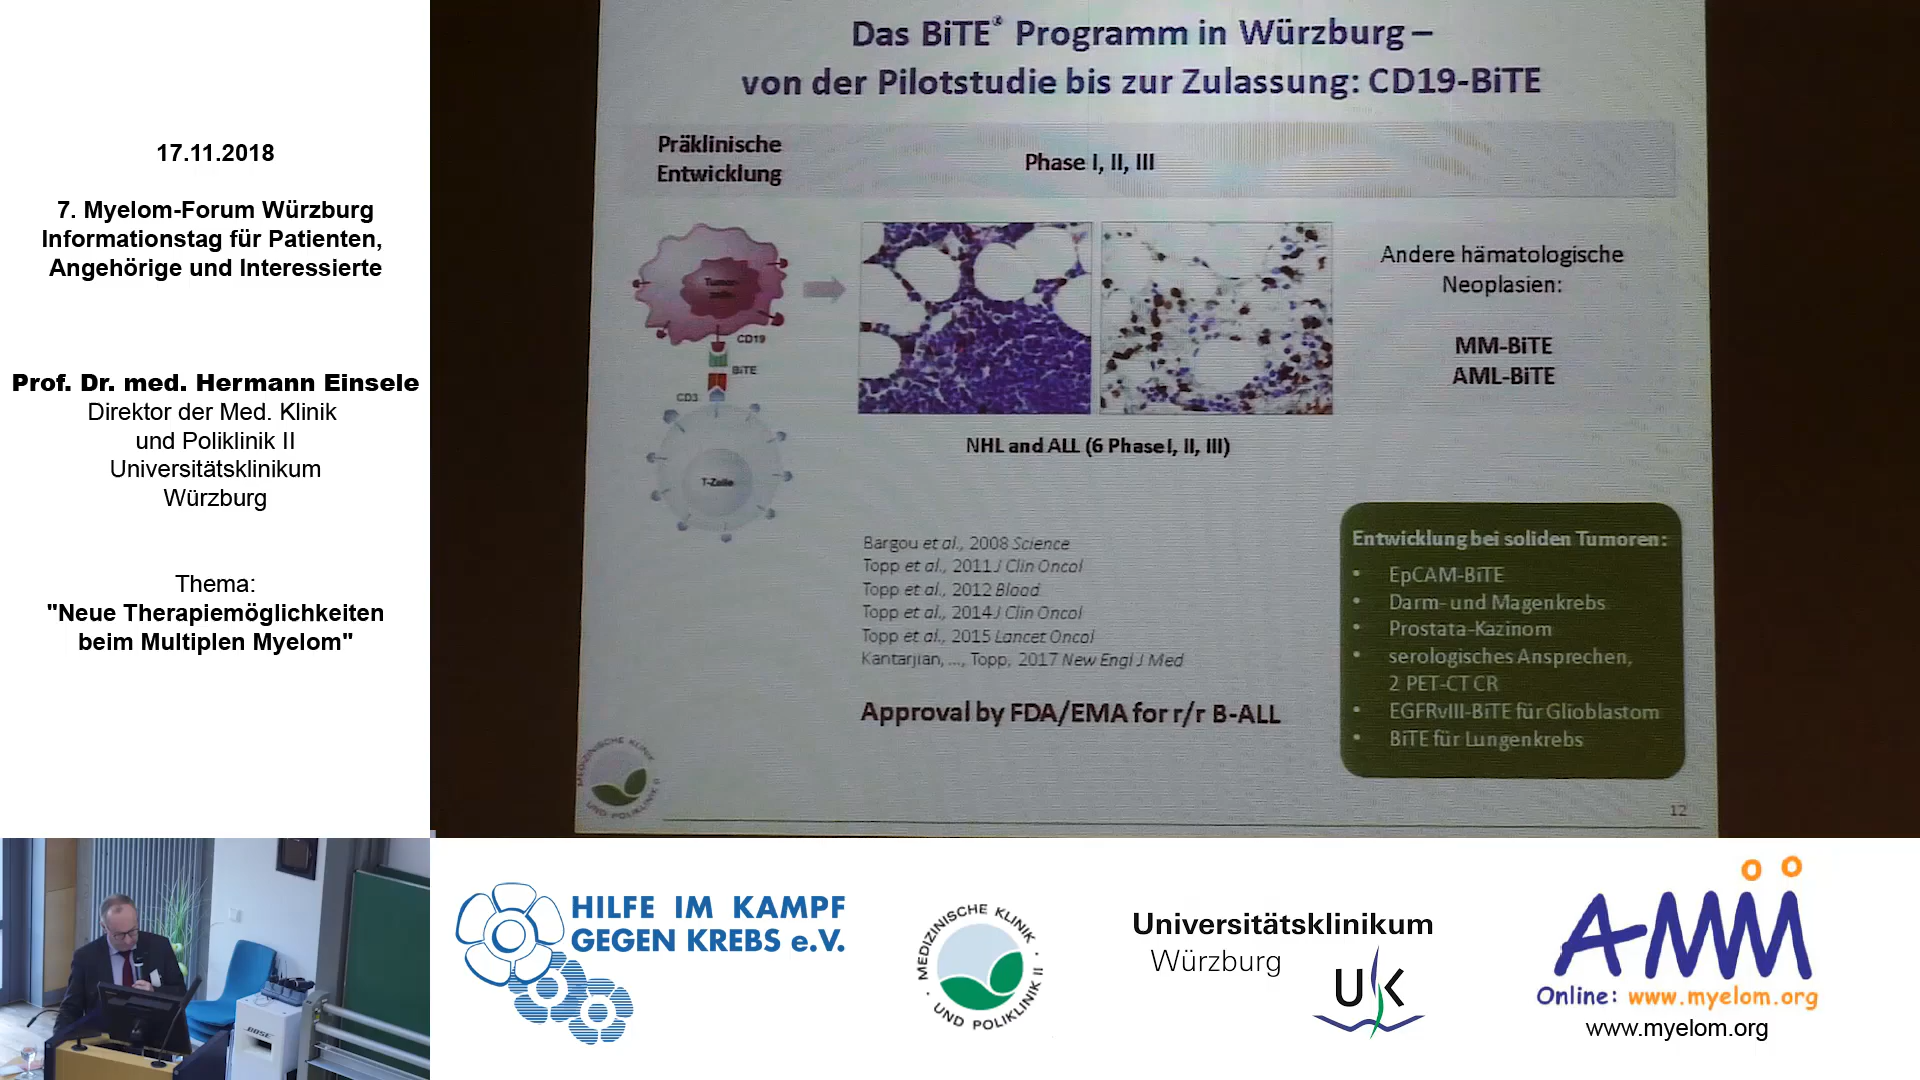 17.11.2018
7. Myelom-Forum Würzburg
Informationstag für Patienten,
Angehörige und Interessierte
Prof. Dr. med. Hermann Einsele
Direktor der Med. Klinik
und Poliklinik II
Universitätsklinikum
Würzburg
Thema:
"Neue Therapiemöglichkeiten
beim Multiplen Myelom"
Das BiTE® Programm in Würzburg –
von der Pilotstudie bis zur Zulassung: CD19-BiTE
Präklinische
Entwicklung
Phase I, II, III
Tumor-
zelle
CD19
BiTE
CD3
T-Zelle
NHL and ALL (6 Phase I, II, III)
Andere hämatologische
Neoplasien:
MM-BiTE
AML-BiTE
Bargou et al., 2008 Science
Topp et al., 2011 J Clin Oncol
Topp et al., 2012 Blood
Topp et al., 2014 J Clin Oncol
Topp et al., 2015 Lancet Oncol
Kantarjian, ..., Topp, 2017 New Engl J Med
Approval by FDA/EMA for r/r B-ALL
Entwicklung bei soliden Tumoren:
• EpCAM-BiTE
• Darm- und Magenkrebs
• Prostata-Kazinom
• serologisches Ansprechen,
2 PET-CT CR
• EGFRvIII-BiTE für Glioblastom
• BiTE für Lungenkrebs
MEDIZINISCHE KLINIK
UND POLIKLINIK II
12
BOSE
HILFE IM KAMPF
GEGEN KREBS e.V.
MEDIZINISCHE KLINIK
UND POLIKLINIK II
Universitätsklinikum
Würzburg
UK
AMM
Online: www.myelom.org
www.myelom.org